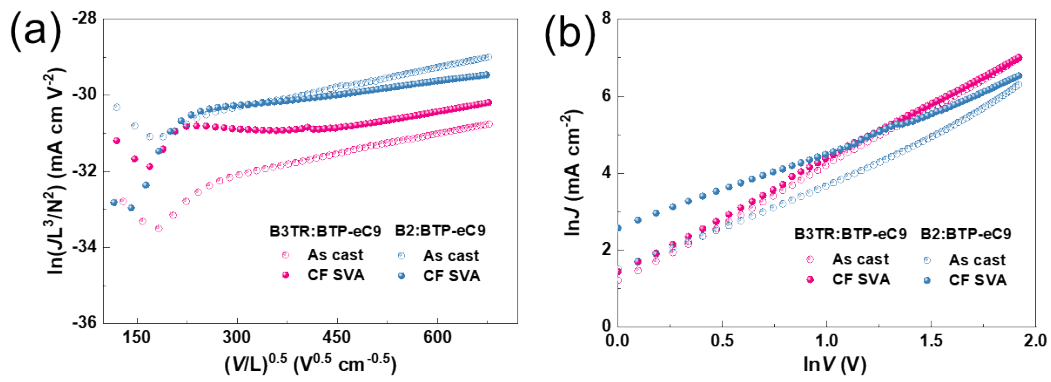 (a)
ln(JL³/N²) (mA cm V⁻²)
-28
-30
-32
-34
-36
150 300 450 600
(V/L)⁰·⁵ (V⁰·⁵ cm⁻⁰·⁵)
B3TR:BTP-eC9 B2:BTP-eC9
As cast As cast
CF SVA CF SVA
(b)
lnJ (mA cm⁻²)
8
6
4
2
0
0.0 0.5 1.0 1.5 2.0
lnV (V)
B3TR:BTP-eC9 B2:BTP-eC9
As cast As cast
CF SVA CF SVA